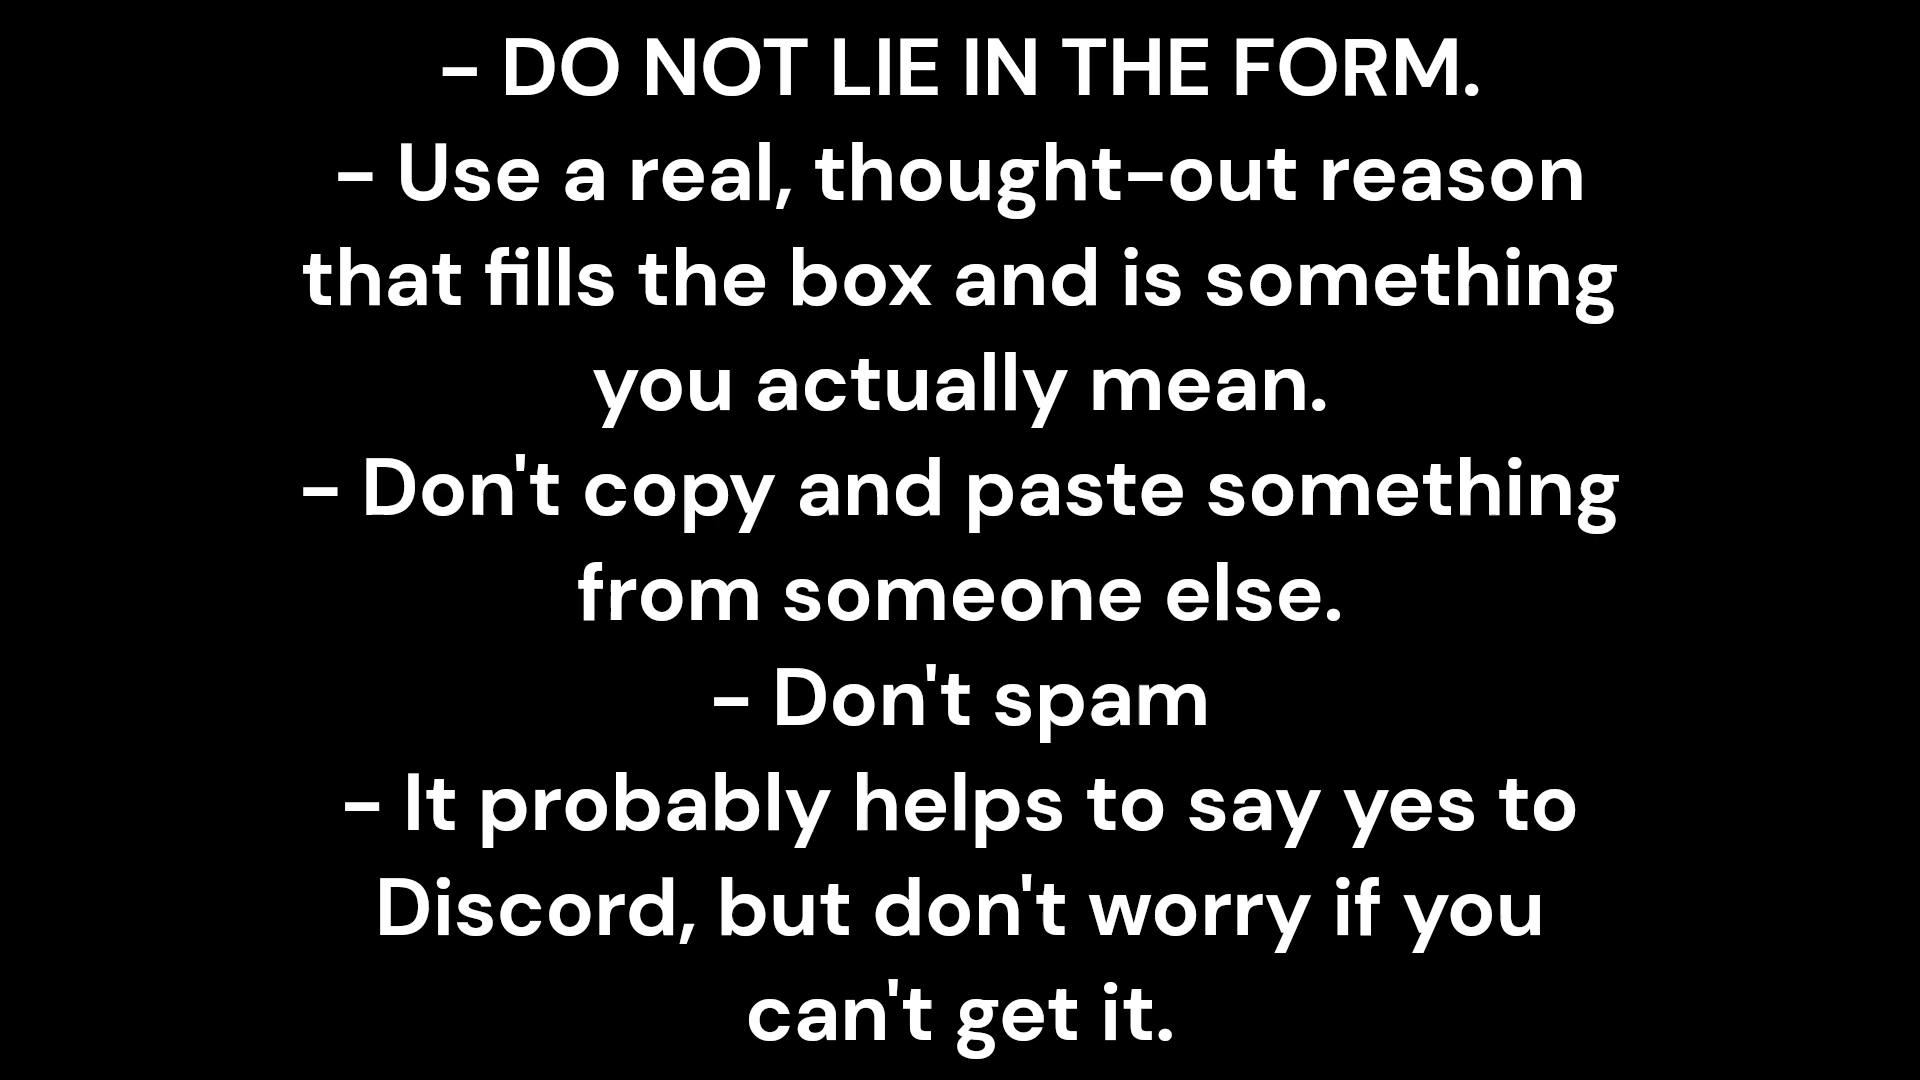 - DO NOT LIE IN THE FORM.
- Use a real, thought-out reason
that fills the box and is something
you actually mean.
- Don't copy and paste something
from someone else.
- Don't spam
- It probably helps to say yes to
Discord, but don't worry if you
can't get it.